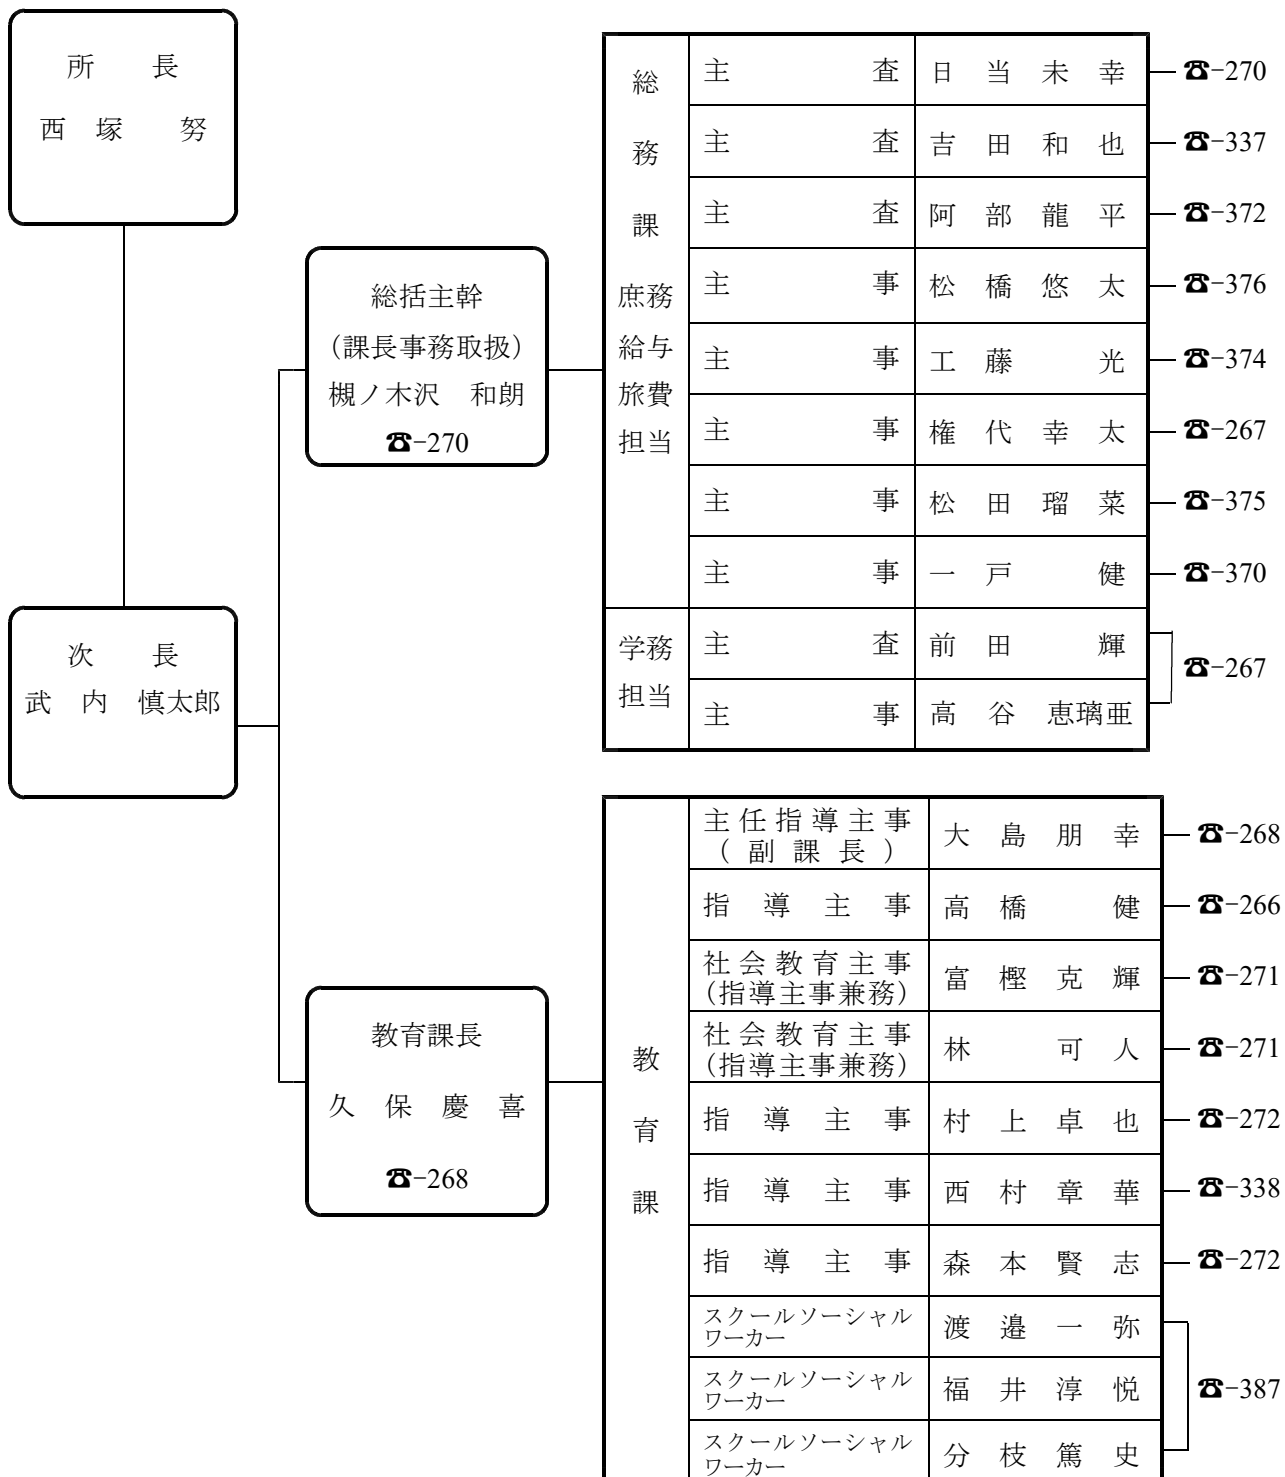 所　長
西　塚　　努
次　長
武　内　慎太郎
総括主幹
（課長事務取扱）
槻ノ木沢　和朗
☎-270
総務課
庶務
給与
旅費
担当
主　査　日当未幸　☎-270
主　査　吉田和也　☎-337
主　査　阿部龍平　☎-372
主　事　松橋悠太　☎-376
主　事　工藤　光　☎-374
主　事　権代幸太　☎-267
主　事　松田瑠菜　☎-375
主　事　一戸　健　☎-370
学務
担当
主　査　前田　輝
主　事　高谷　恵璃亜
☎-267
教育課長
久保慶喜
☎-268
教育課
主任指導主事
（副課長）
大島朋幸　☎-268
指導主事　高橋　健　☎-266
社会教育主事
（指導主事兼務）
富樫克輝　☎-271
社会教育主事
（指導主事兼務）
林　可人　☎-271
指導主事　村上卓也　☎-272
指導主事　西村章華　☎-338
指導主事　森本賢志　☎-272
スクールソーシャル
ワーカー
渡邉一弥
スクールソーシャル
ワーカー
福井淳悦
☎-387
スクールソーシャル
ワーカー
分枝篤史